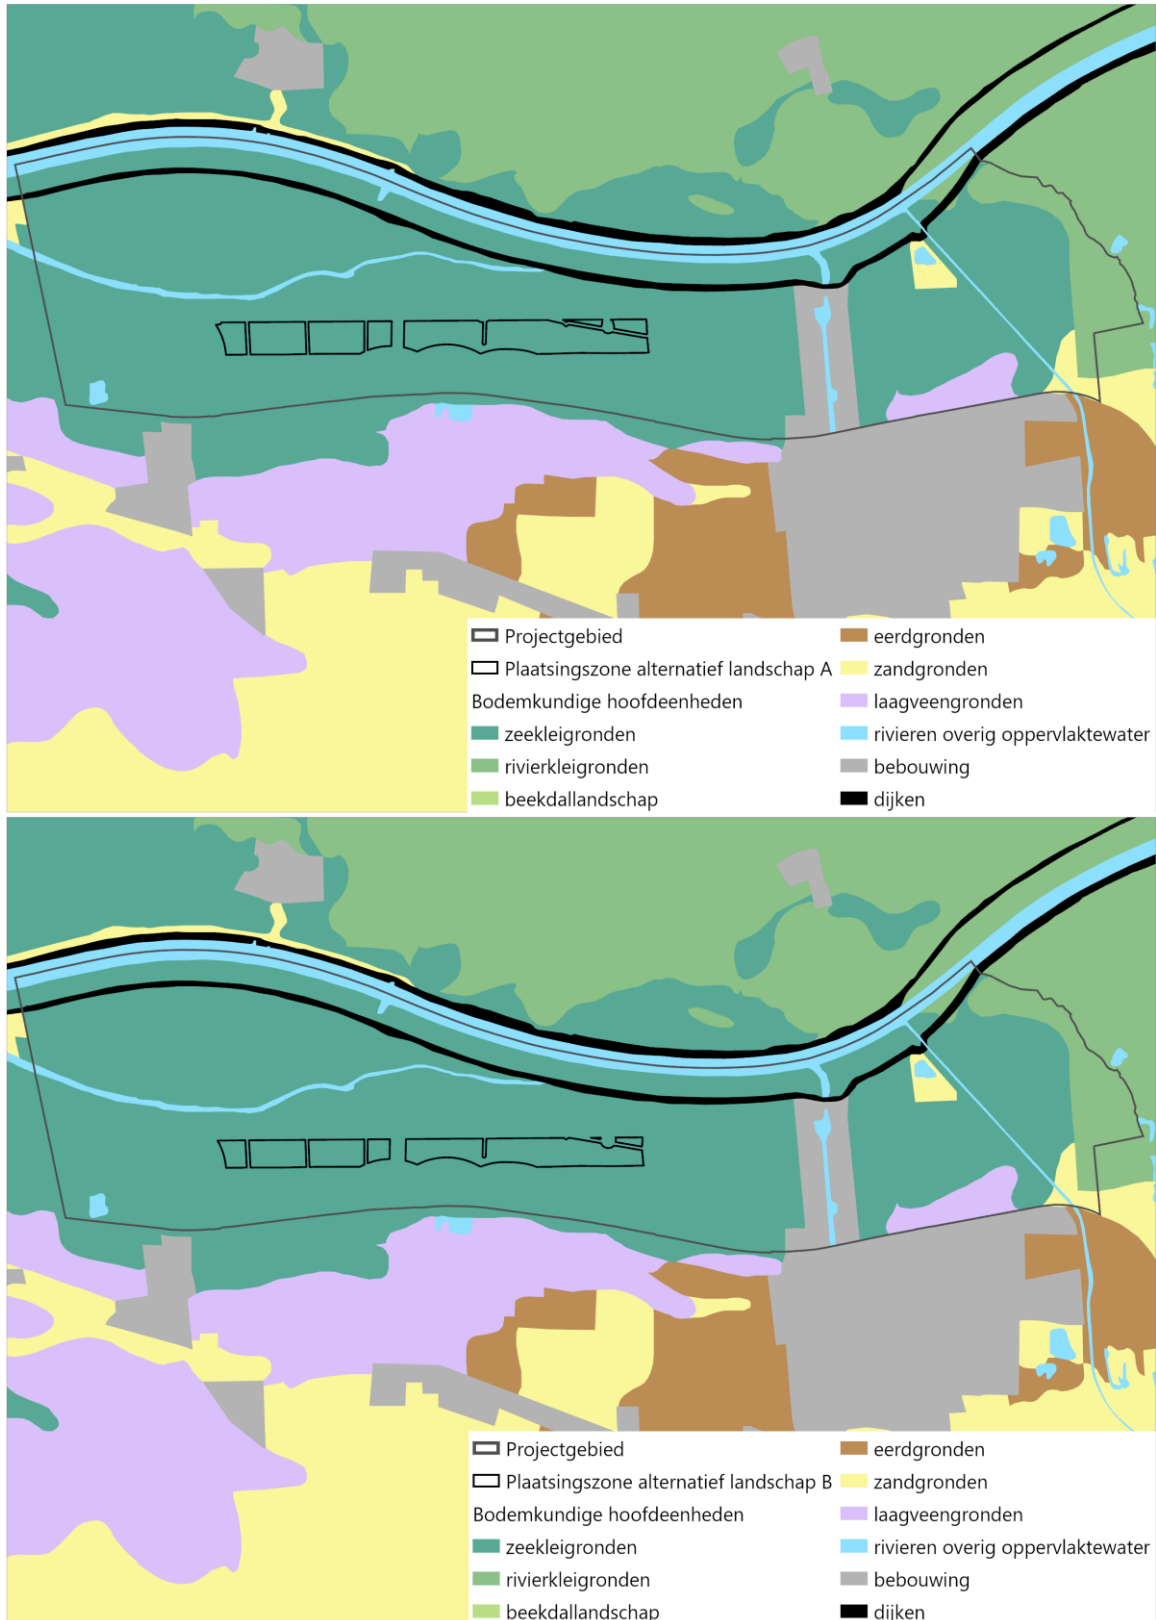 Projectgebied
Plaatsingszone alternatief landschap A
Bodemkundige hoofdeenheden
zeekleigronden
rivierkleigronden
beekdallandschap
eerdgronden
zandgronden
laagveengronden
rivieren overig oppervlaktewater
bebouwing
dijken
Projectgebied
Plaatsingszone alternatief landschap B
Bodemkundige hoofdeenheden
zeekleigronden
rivierkleigronden
beekdallandschap
eerdgronden
zandgronden
laagveengronden
rivieren overig oppervlaktewater
bebouwing
dijken